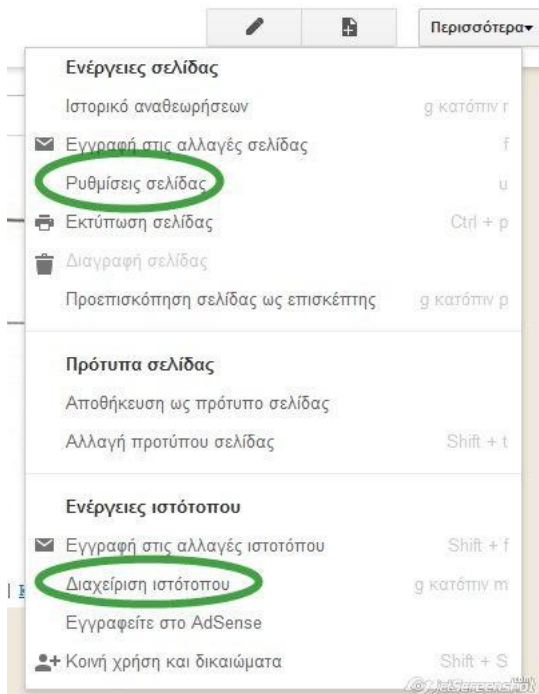 Περισσότερα
Ενέργειες σελίδας
Ιστορικό αναθεωρήσεων g κατόπιν r
Εγγραφή στις αλλαγές σελίδας f
Ρυθμίσεις σελίδας u
Εκτύπωση σελίδας Ctrl + p
Διαγραφή σελίδας
Προεπισκόπηση σελίδας ως επισκέπτης g κατόπιν p
Πρότυπα σελίδας
Αποθήκευση ως πρότυπο σελίδας
Αλλαγή προτύπου σελίδας Shift + t
Ενέργειες ιστότοπου
Εγγραφή στις αλλαγές ιστοτόπου Shift + f
Διαχείριση ιστότοπου g κατόπιν m
Εγγραφείτε στο AdSense
Κοινή χρήση και δικαιώματα Shift + S
jetScreenshot